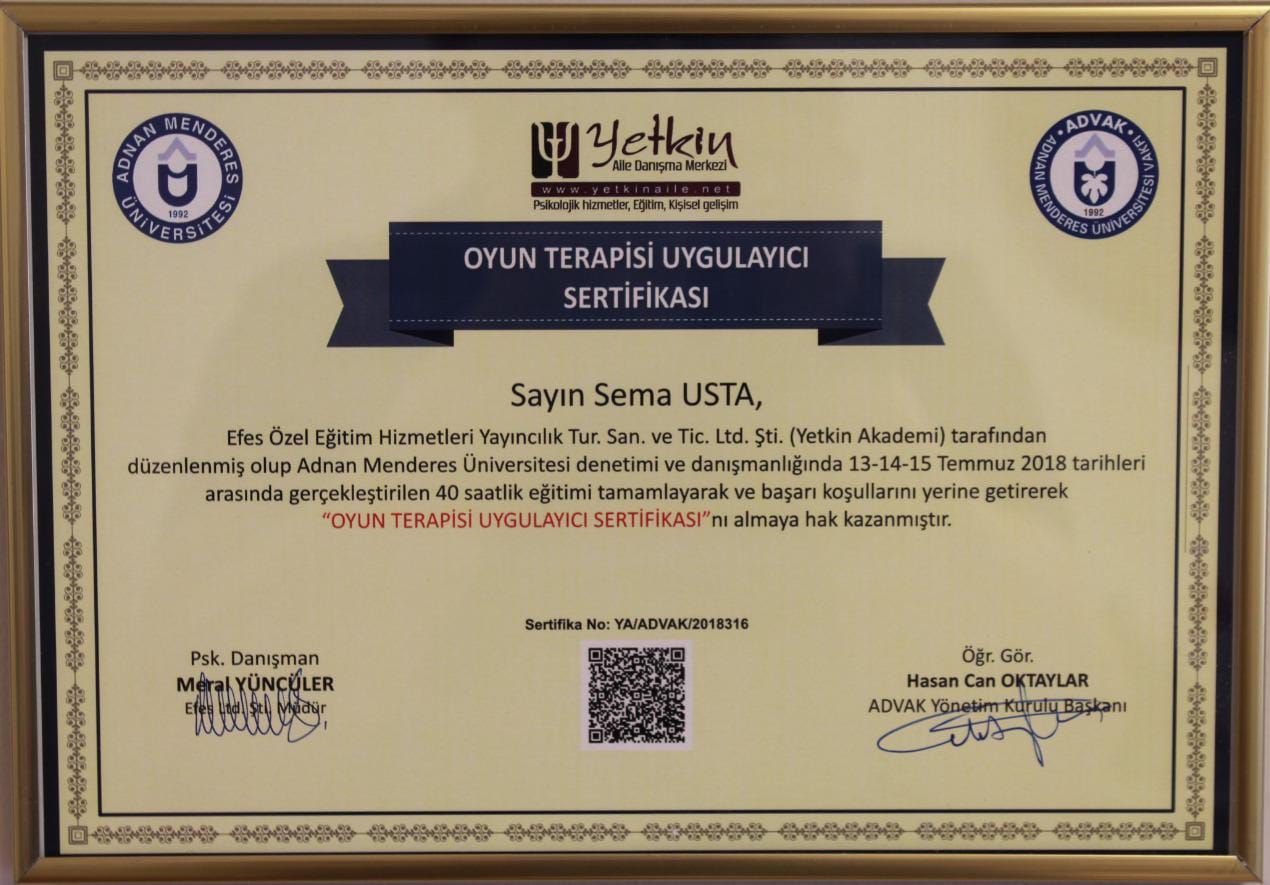 ADNAN MENDERES ÜNİVERSİTESİ
1992
Yetkin
Aile Danışma Merkezi
www.yetkinaile.net
Psikolojik hizmetler, Eğitim, Kişisel gelişim
ADVAK
ADNAN MENDERES ÜNİVERSİTESİ VAKFI
1992
OYUN TERAPİSİ UYGULAYICI
SERTİFİKASI
Sayın Sema USTA,
Efes Özel Eğitim Hizmetleri Yayıncılık Tur. San. ve Tic. Ltd. Şti. (Yetkin Akademi) tarafından
düzenlenmiş olup Adnan Menderes Üniversitesi denetimi ve danışmanlığında 13-14-15 Temmuz 2018 tarihleri
arasında gerçekleştirilen 40 saatlik eğitimi tamamlayarak ve başarı koşullarını yerine getirerek
“OYUN TERAPİSİ UYGULAYICI SERTİFİKASI”nı almaya hak kazanmıştır.
Sertifika No: YA/ADVAK/2018316
Psk. Danışman
Meral YÜNCÜLER
Efes Ltd. Şti. Müdür
Öğr. Gör.
Hasan Can OKTAYLAR
ADVAK Yönetim Kurulu Başkanı